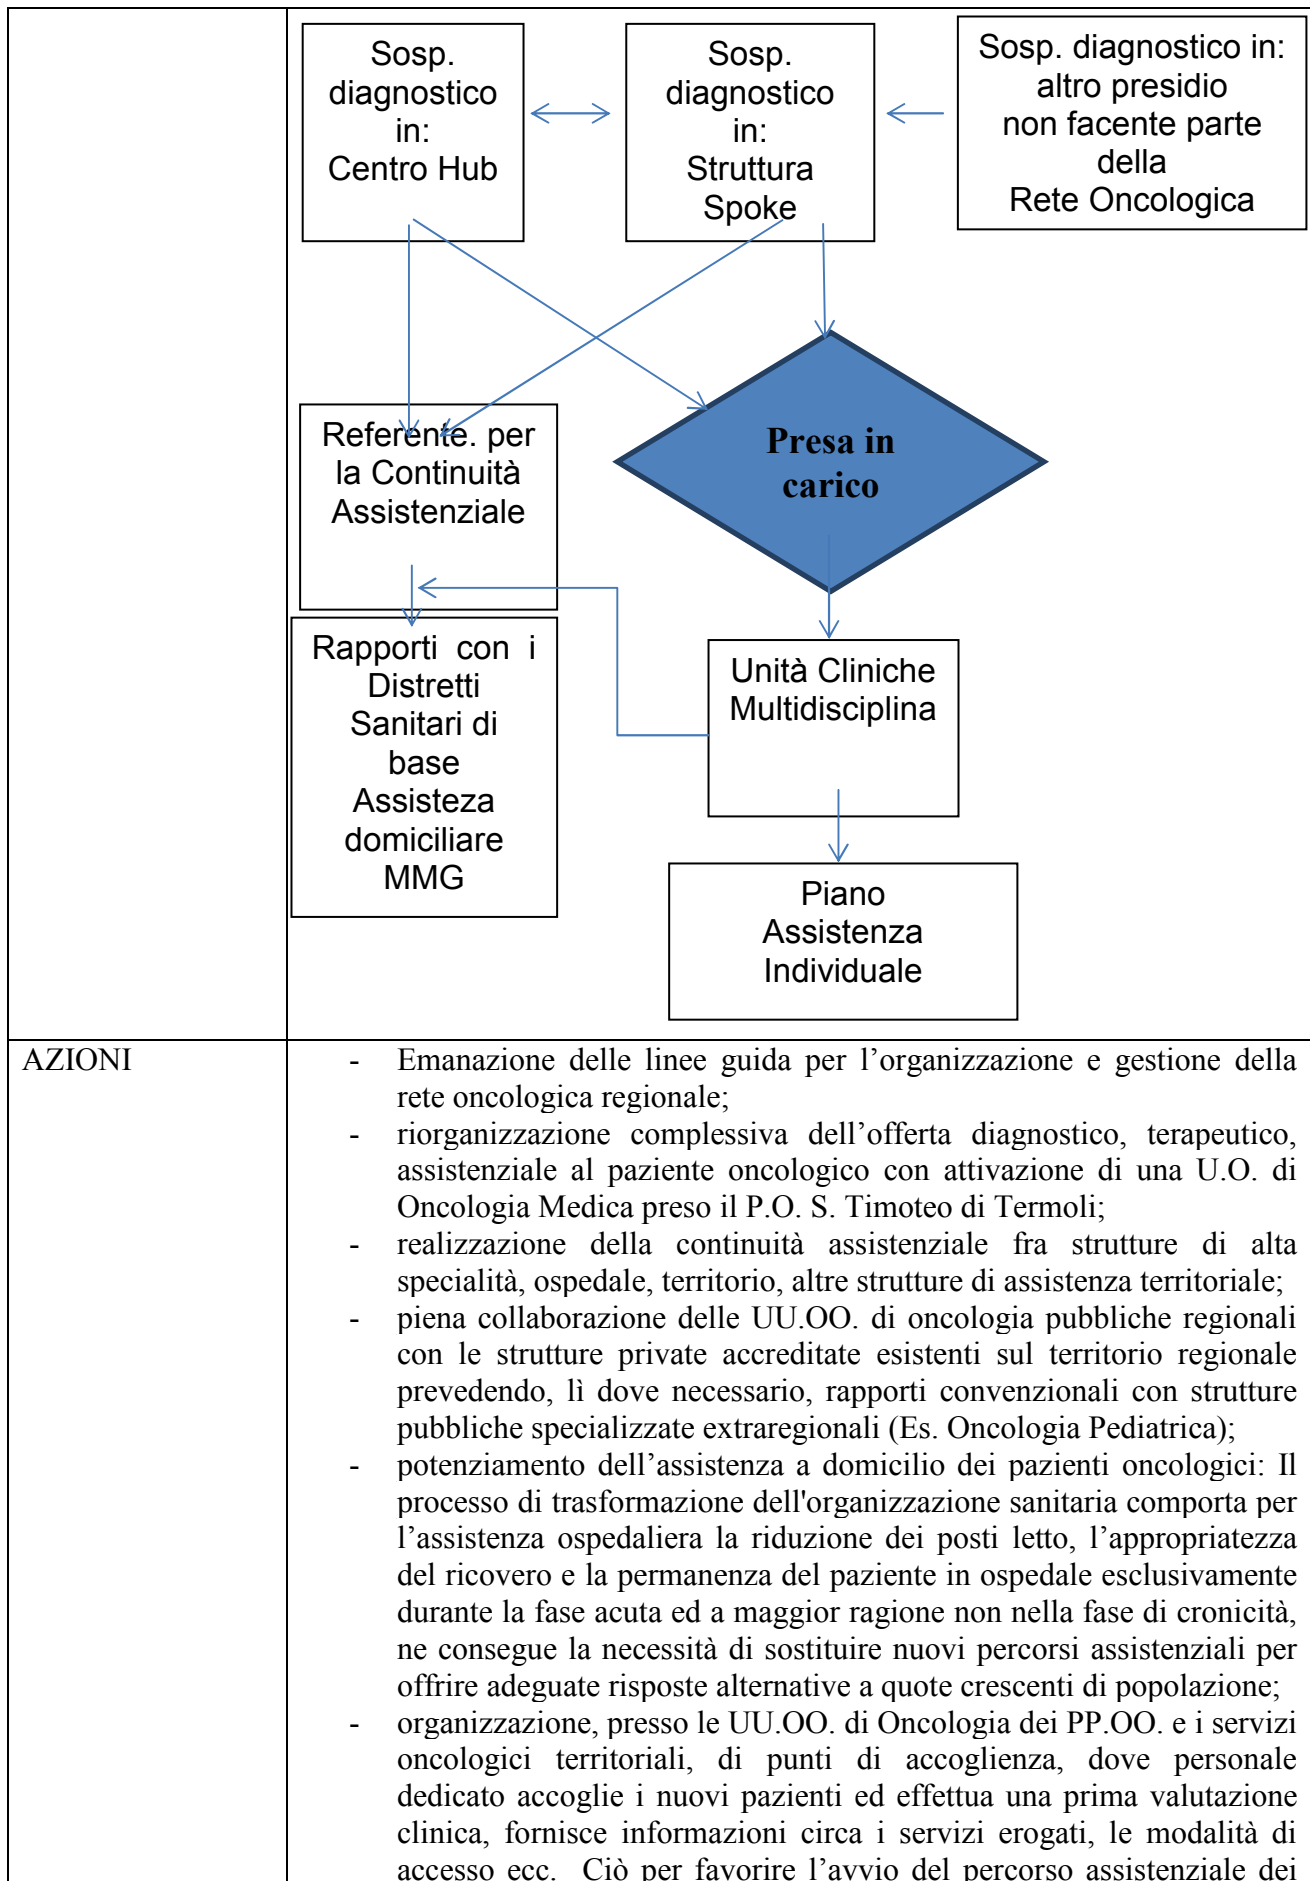 Sosp.
diagnostico
in:
Centro Hub
Sosp.
diagnostico
in:
Struttura
Spoke
Sosp. diagnostico in:
altro presidio
non facente parte
della
Rete Oncologica
Referente. per
la Continuità
Assistenziale
Presa in
carico
Rapporti con i
Distretti
Sanitari di
base
Assisteza
domiciliare
MMG
Unità Cliniche
Multidisciplina
Piano
Assistenza
Individuale
AZIONI
- Emanazione delle linee guida per l’organizzazione e gestione della
rete oncologica regionale;
- riorganizzazione complessiva dell’offerta diagnostico, terapeutico,
assistenziale al paziente oncologico con attivazione di una U.O. di
Oncologia Medica preso il P.O. S. Timoteo di Termoli;
- realizzazione della continuità assistenziale fra strutture di alta
specialità, ospedale, territorio, altre strutture di assistenza territoriale;
- piena collaborazione delle UU.OO. di oncologia pubbliche regionali
con le strutture private accreditate esistenti sul territorio regionale
prevedendo, lì dove necessario, rapporti convenzionali con strutture
pubbliche specializzate extraregionali (Es. Oncologia Pediatrica);
- potenziamento dell’assistenza a domicilio dei pazienti oncologici: Il
processo di trasformazione dell'organizzazione sanitaria comporta per
l’assistenza ospedaliera la riduzione dei posti letto, l’appropriatezza
del ricovero e la permanenza del paziente in ospedale esclusivamente
durante la fase acuta ed a maggior ragione non nella fase di cronicità,
ne consegue la necessità di sostituire nuovi percorsi assistenziali per
offrire adeguate risposte alternative a quote crescenti di popolazione;
- organizzazione, presso le UU.OO. di Oncologia dei PP.OO. e i servizi
oncologici territoriali, di punti di accoglienza, dove personale
dedicato accoglie i nuovi pazienti ed effettua una prima valutazione
clinica, fornisce informazioni circa i servizi erogati, le modalità di
accesso ecc. Ciò per favorire l’avvio del percorso assistenziale dei